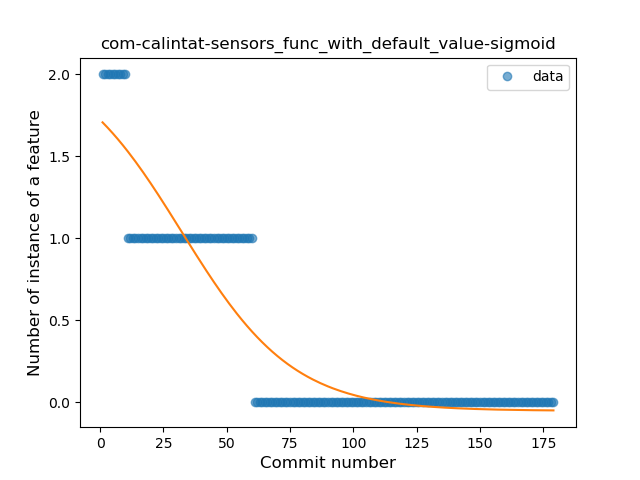 com-calintat-sensors_func_with_default_value-sigmoid
data
Number of instance of a feature
2.0
1.5
1.0
0.5
0.0
0 25 50 75 100 125 150 175
Commit number